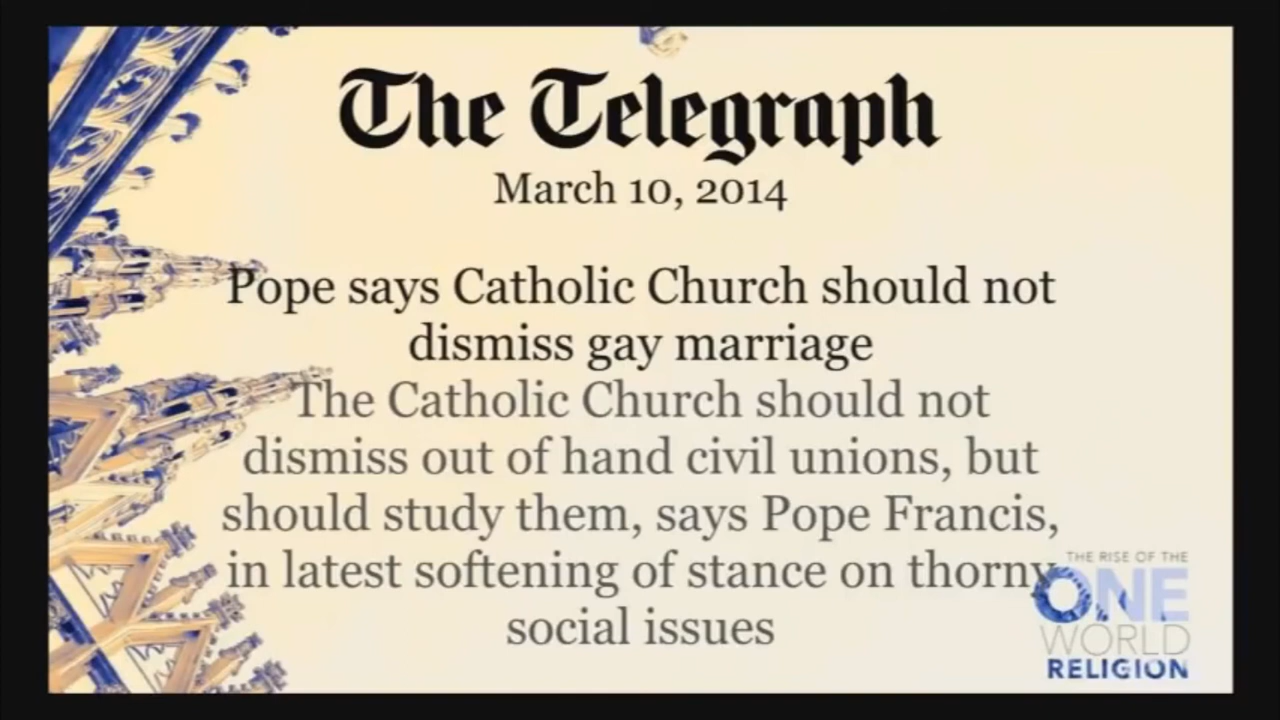 The Telegraph
March 10, 2014
Pope says Catholic Church should not
dismiss gay marriage
The Catholic Church should not
dismiss out of hand civil unions, but
should study them, says Pope Francis,
in latest softening of stance on thorny
social issues
THE RISE OF THE
ONE
WORLD
RELIGION